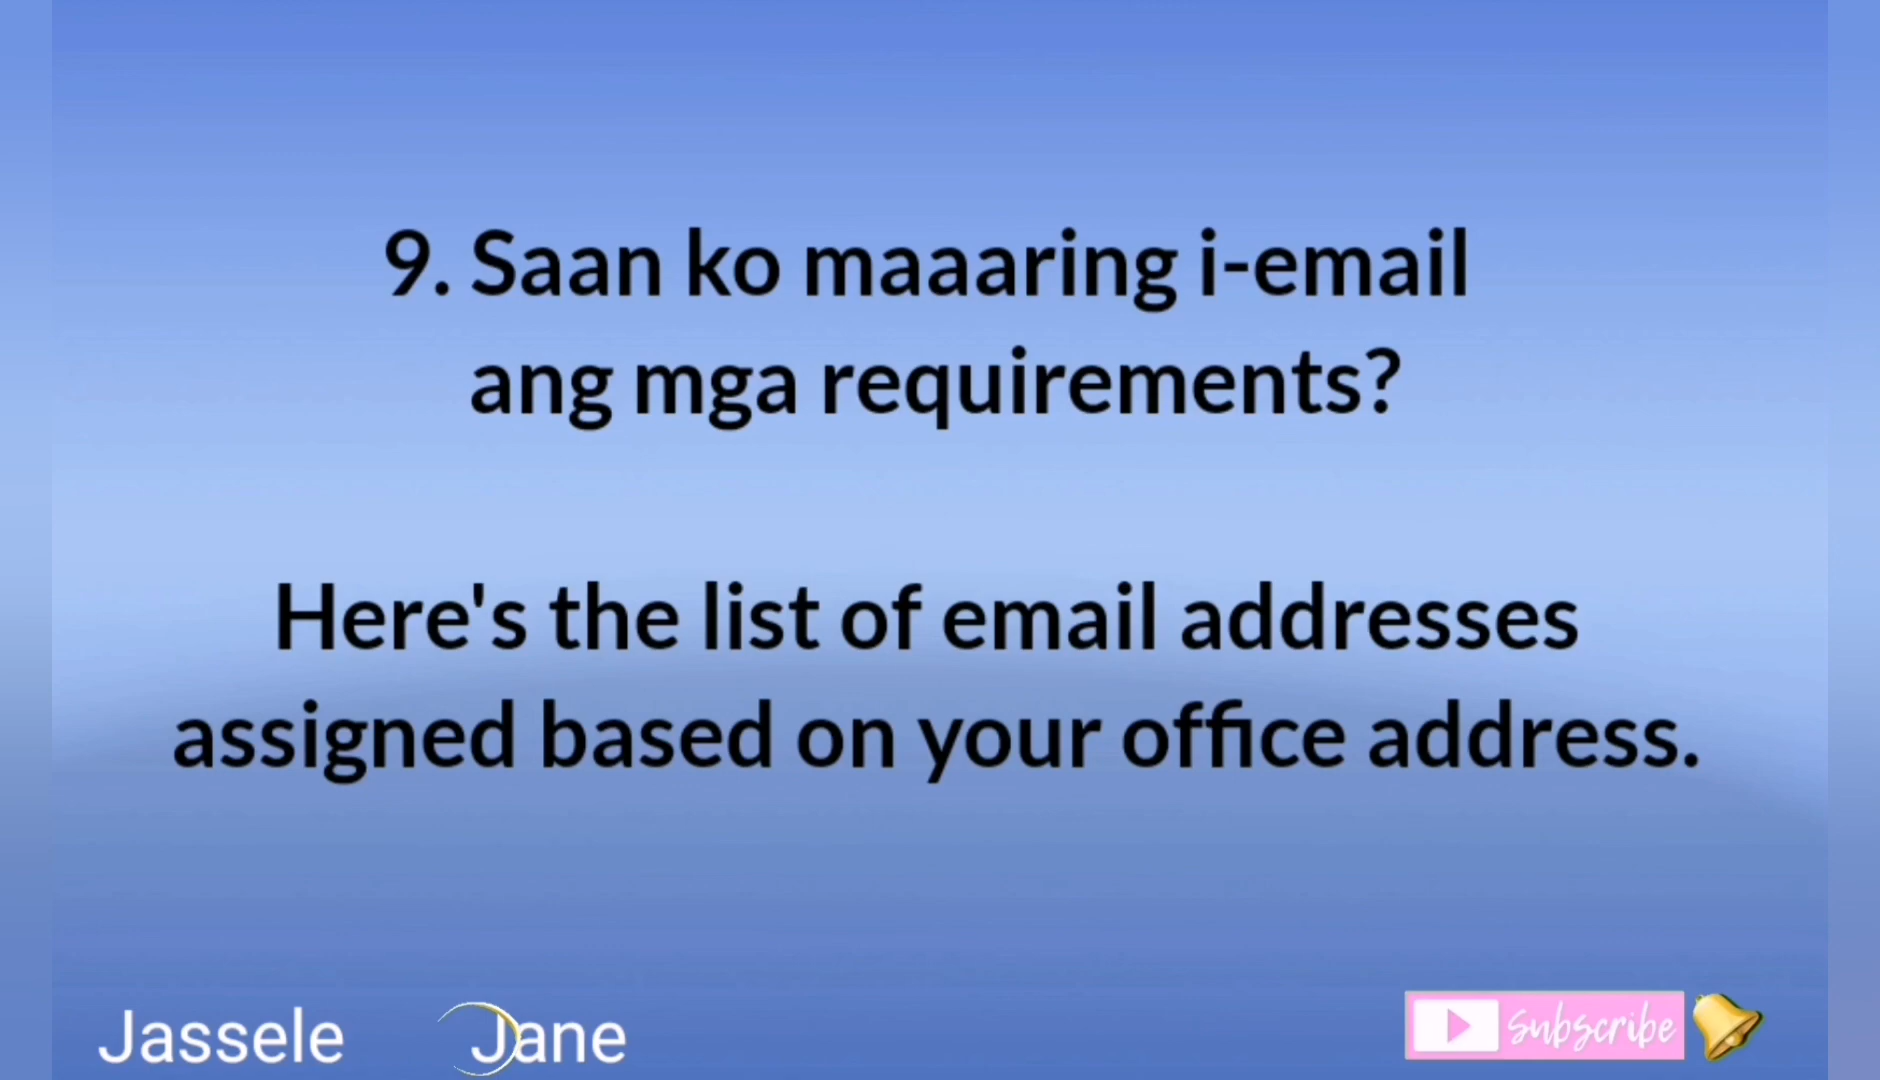 9. Saan ko maaaring i-email
ang mga requirements?
Here's the list of email addresses
assigned based on your office address.
Jassele Jane
Subscribe